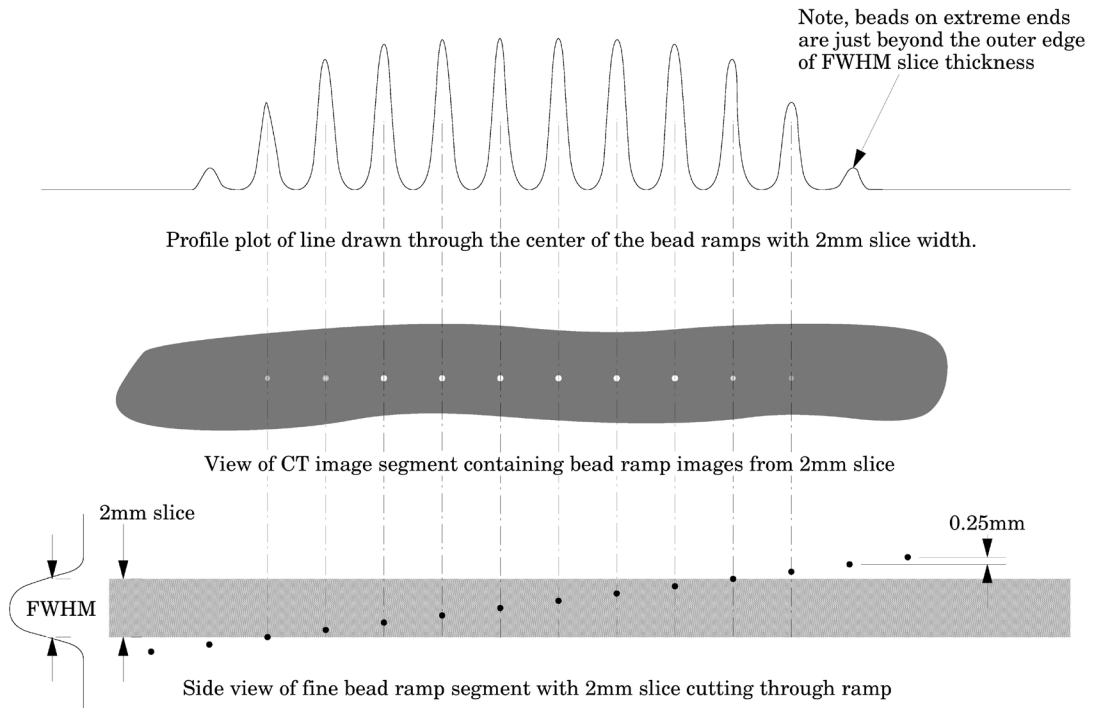 Note, beads on extreme ends
are just beyond the outer edge
of FWHM slice thickness
Profile plot of line drawn through the center of the bead ramps with 2mm slice width.
View of CT image segment containing bead ramp images from 2mm slice
2mm slice
0.25mm
FWHM
Side view of fine bead ramp segment with 2mm slice cutting through ramp